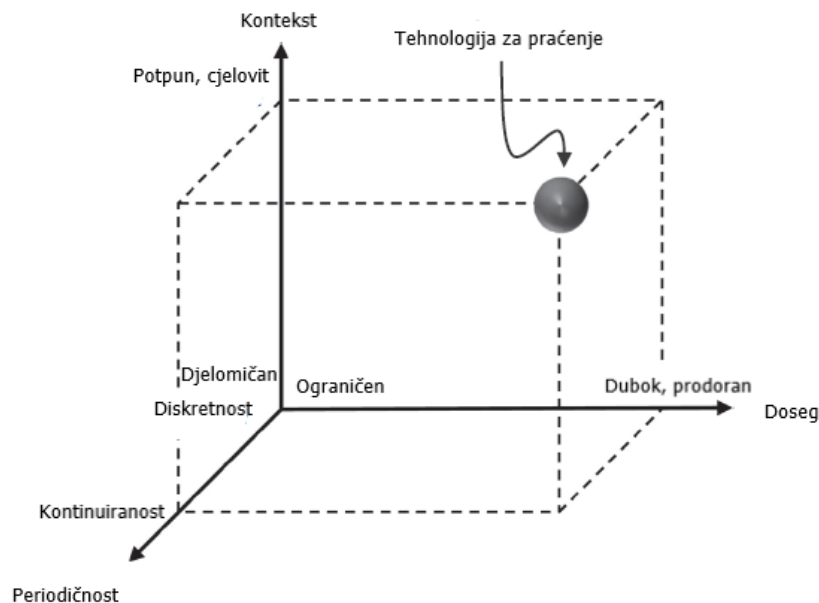 Kontekst
Tehnologija za praćenje
Potpun, cjelovit
Djelomičan
Ograničen
Dubok, prodoran
Diskretnost
Doseg
Kontinuiranost
Periodičnost